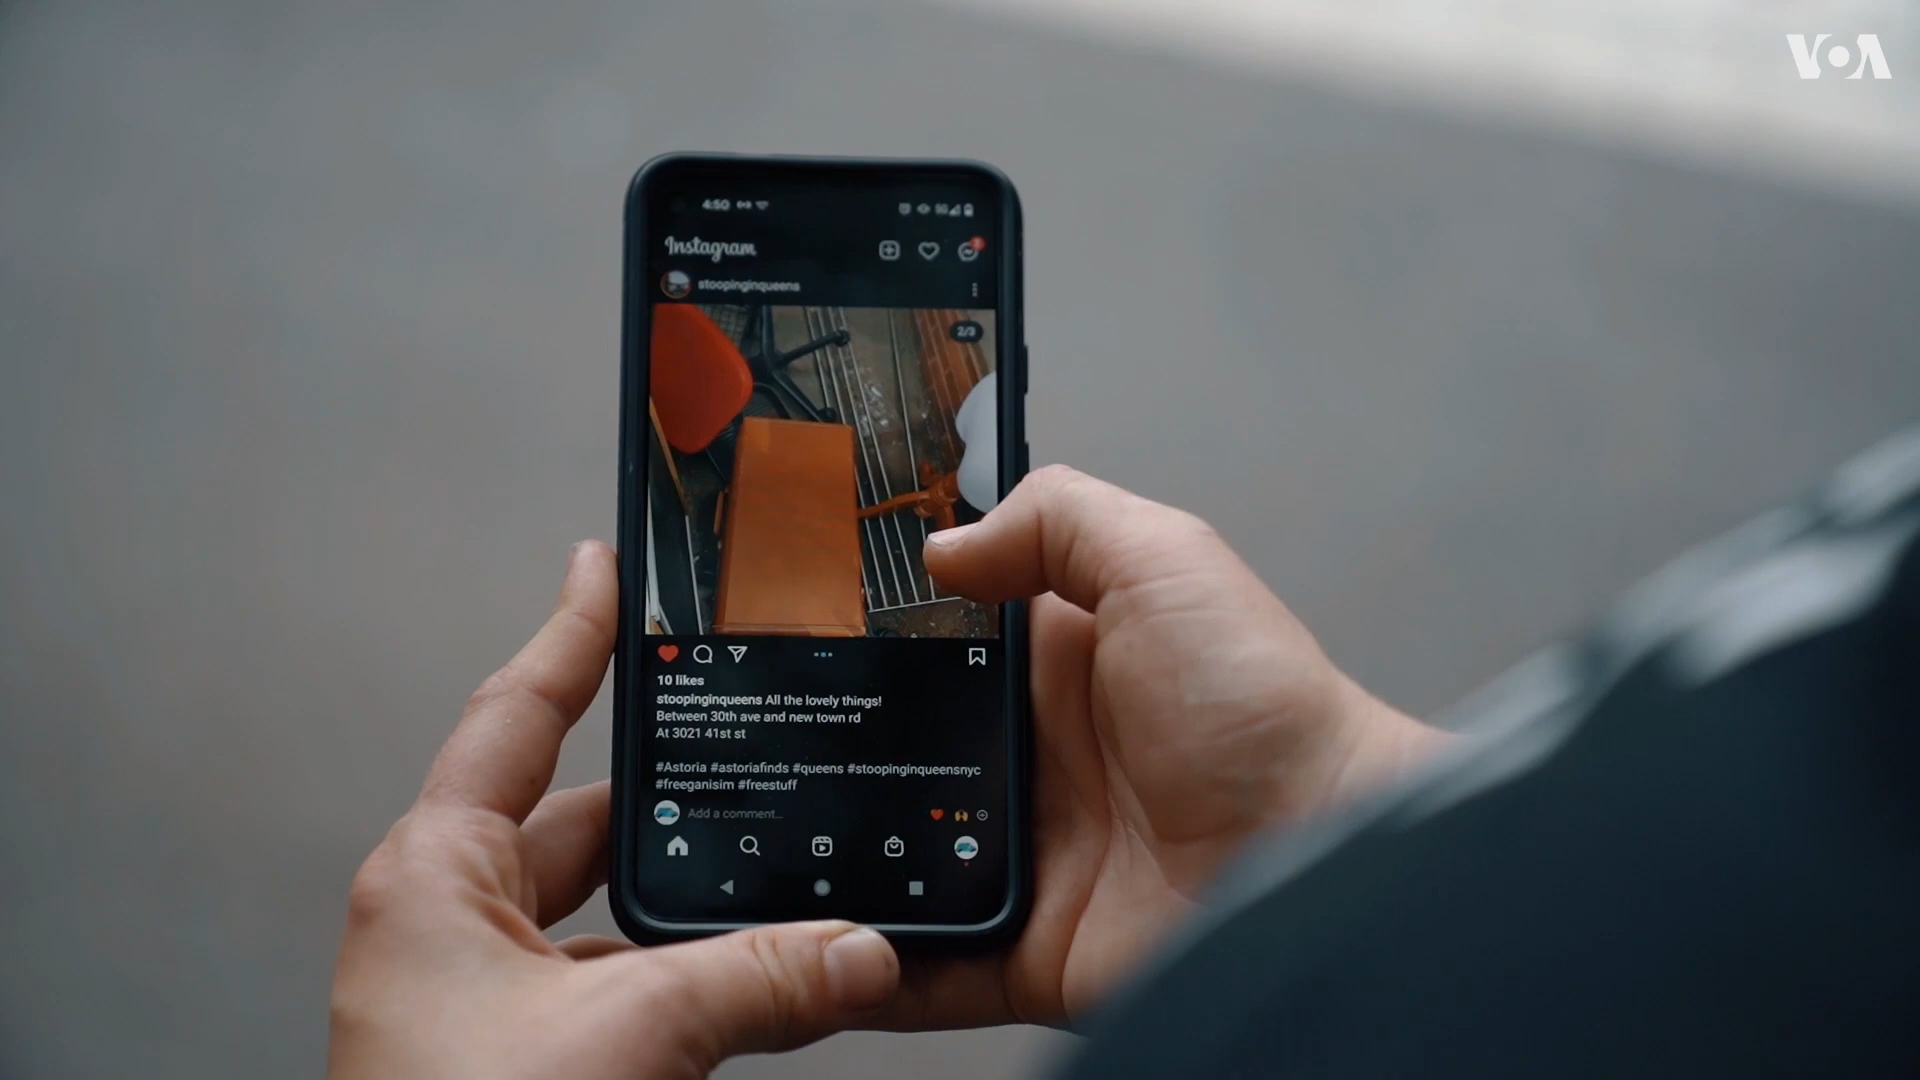 VOA
4:50
5G
Instagram
stoopinginqueens
2/3
10 likes
stoopinginqueens All the lovely things!
Between 30th ave and new town rd
At 3021 41st st
#Astoria #astoriafinds #queens #stoopinginqueensnyc
#freeganisim #freestuff
Add a comment...